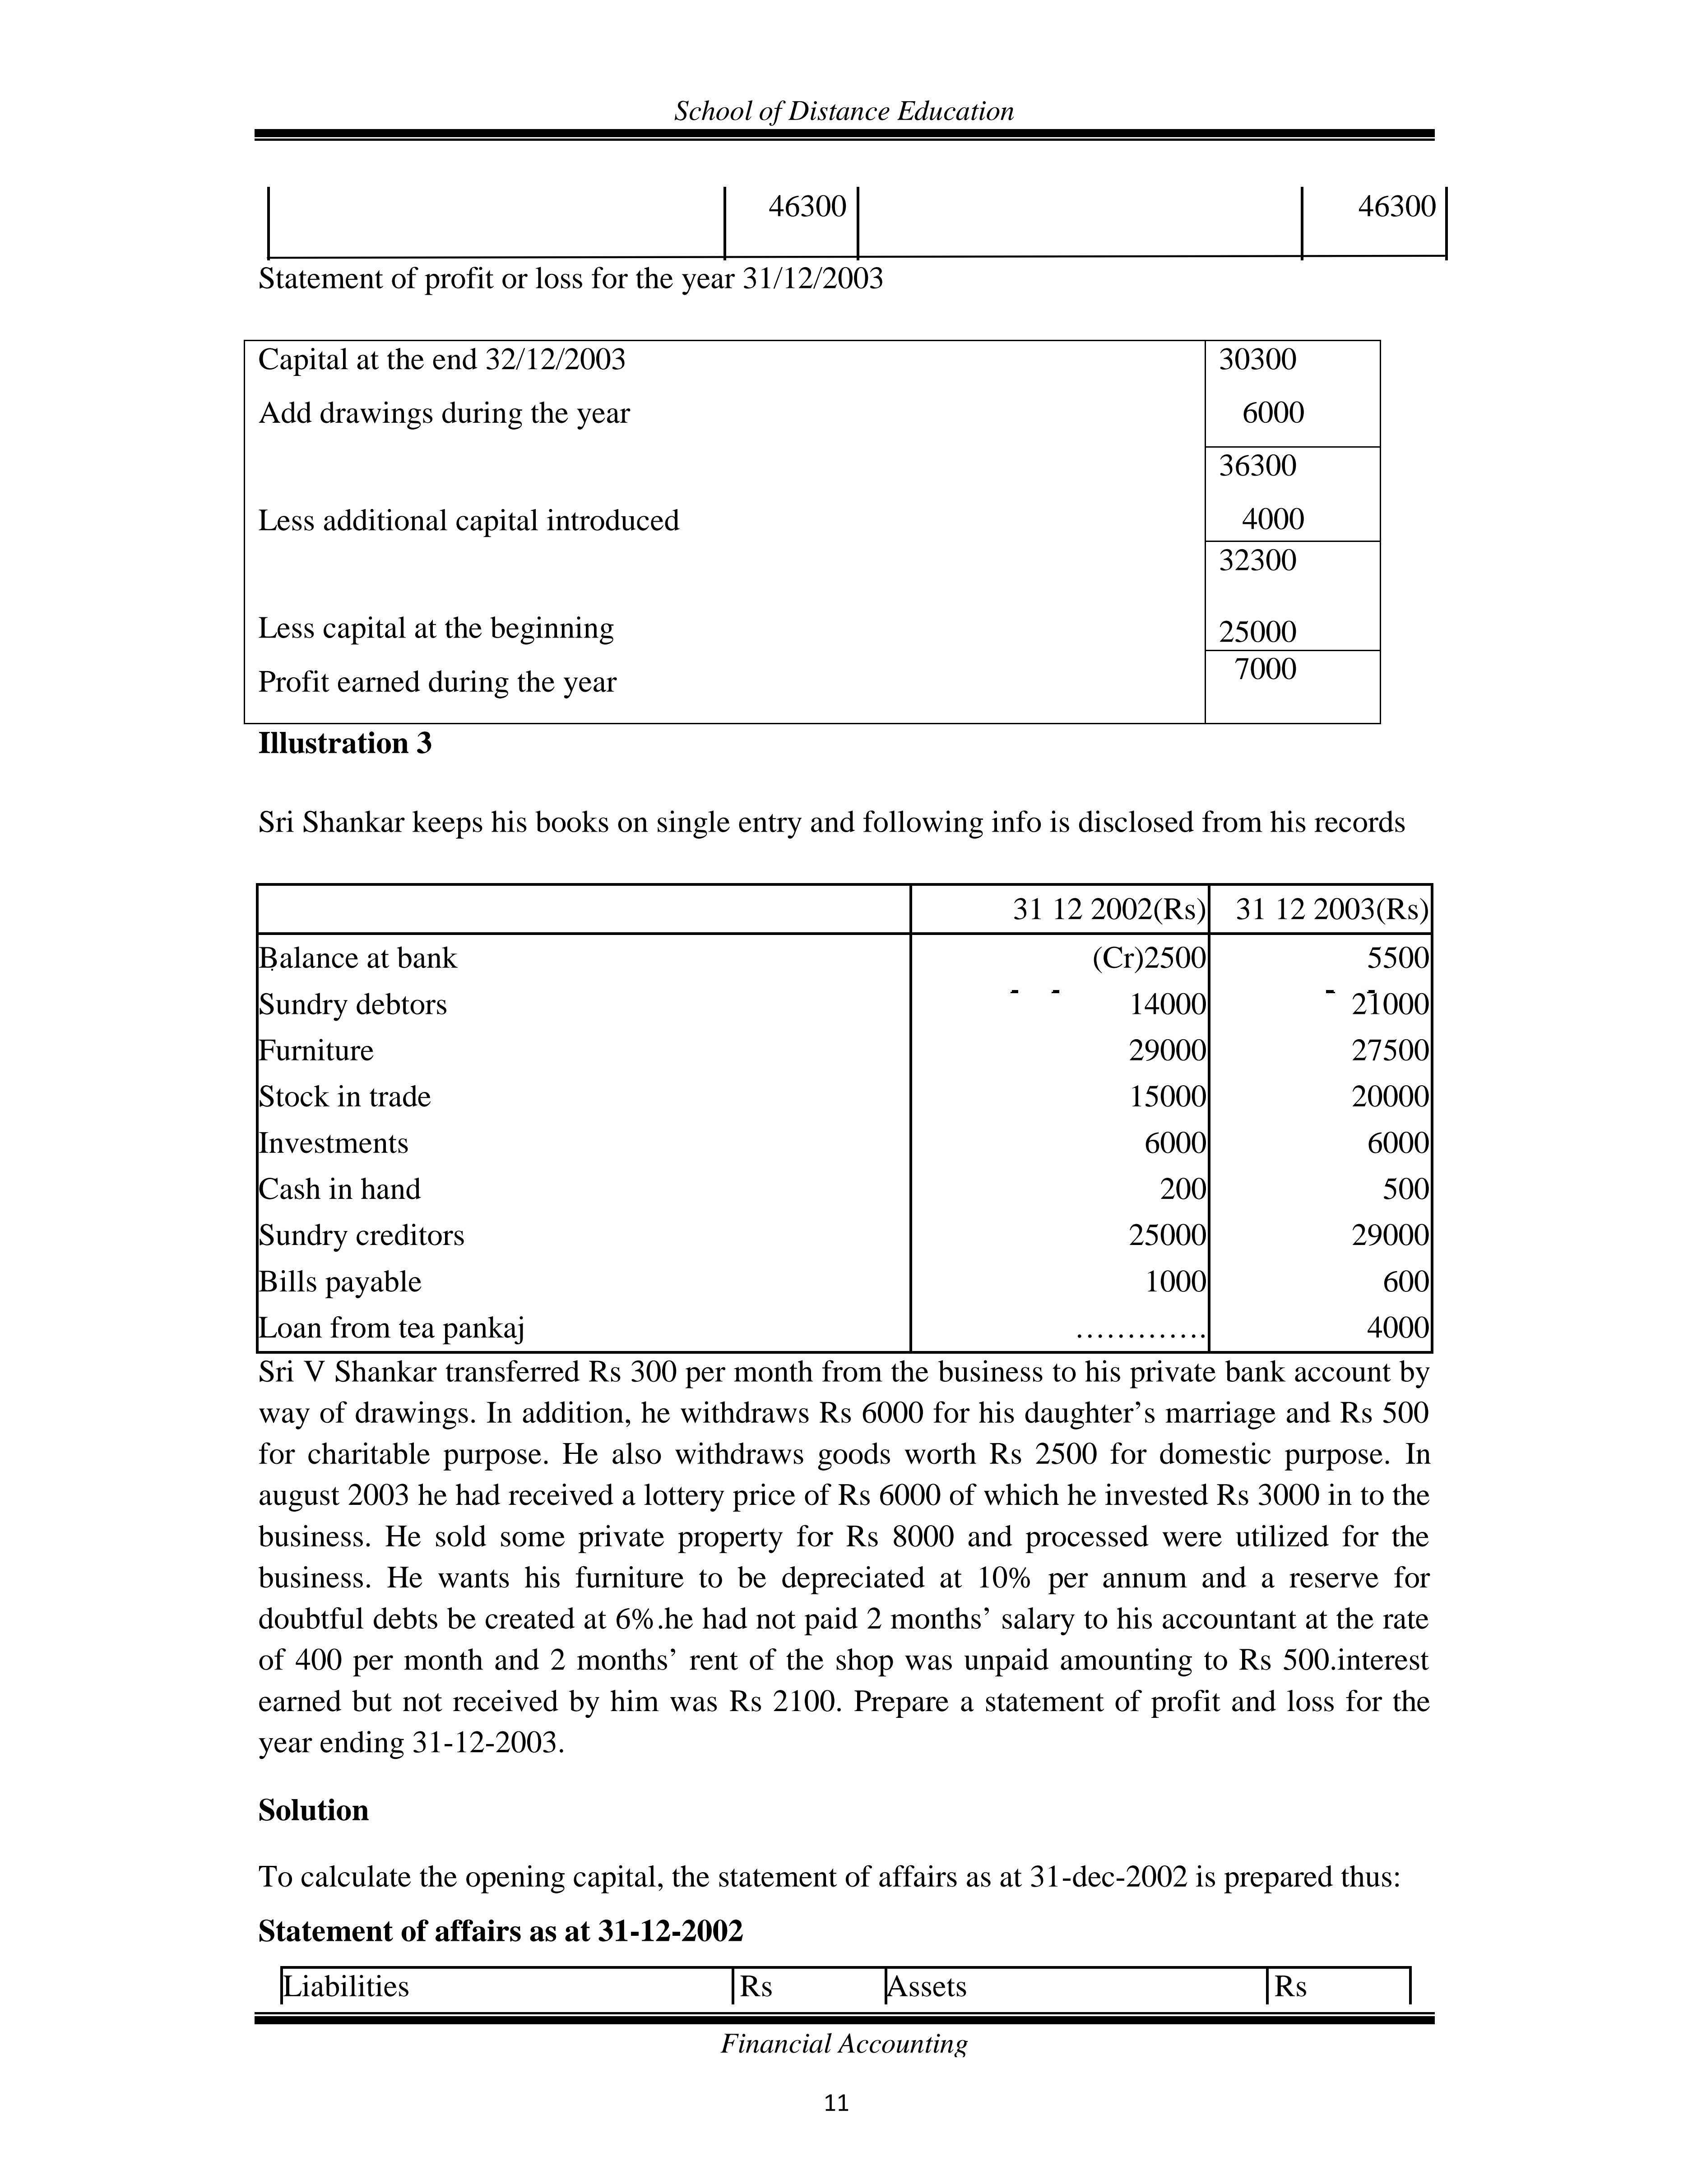 School of Distance Education
46300 46300
Statement of profit or loss for the year 31/12/2003
Capital at the end 32/12/2003 30300
Add drawings during the year 6000
36300
Less additional capital introduced 4000
32300
Less capital at the beginning 25000
Profit earned during the year 7000
Illustration 3
Sri Shankar keeps his books on single entry and following info is disclosed from his records
31 12 2002(Rs) 31 12 2003(Rs)
Balance at bank (Cr)2500 5500
Sundry debtors 14000 21000
Furniture 29000 27500
Stock in trade 15000 20000
Investments 6000 6000
Cash in hand 200 500
Sundry creditors 25000 29000
Bills payable 1000 600
Loan from tea pankaj …………. 4000
Sri V Shankar transferred Rs 300 per month from the business to his private bank account by
way of drawings. In addition, he withdraws Rs 6000 for his daughter’s marriage and Rs 500
for charitable purpose. He also withdraws goods worth Rs 2500 for domestic purpose. In
august 2003 he had received a lottery price of Rs 6000 of which he invested Rs 3000 in to the
business. He sold some private property for Rs 8000 and processed were utilized for the
business. He wants his furniture to be depreciated at 10% per annum and a reserve for
doubtful debts be created at 6%.he had not paid 2 months’ salary to his accountant at the rate
of 400 per month and 2 months’ rent of the shop was unpaid amounting to Rs 500.interest
earned but not received by him was Rs 2100. Prepare a statement of profit and loss for the
year ending 31-12-2003.
Solution
To calculate the opening capital, the statement of affairs as at 31-dec-2002 is prepared thus:
Statement of affairs as at 31-12-2002
Liabilities Rs Assets Rs
Financial Accounting
11